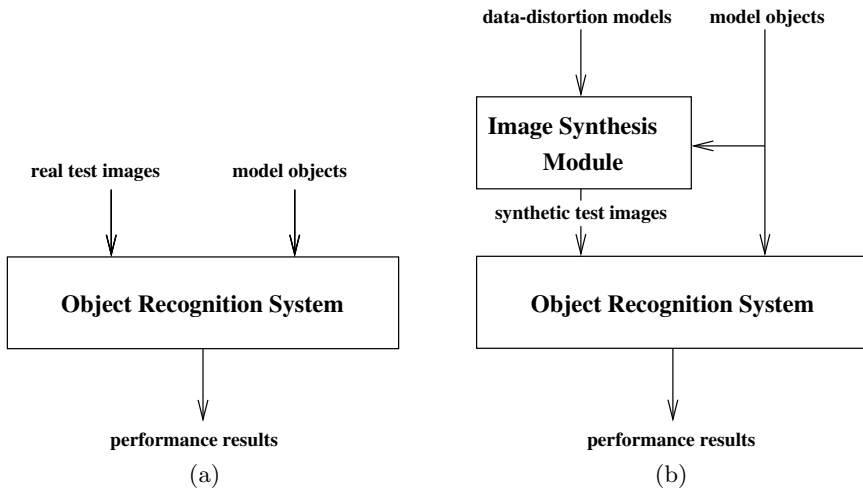 real test images
model objects
Object Recognition System
performance results
(a)
data-distortion models
model objects
Image Synthesis
Module
synthetic test images
Object Recognition System
performance results
(b)